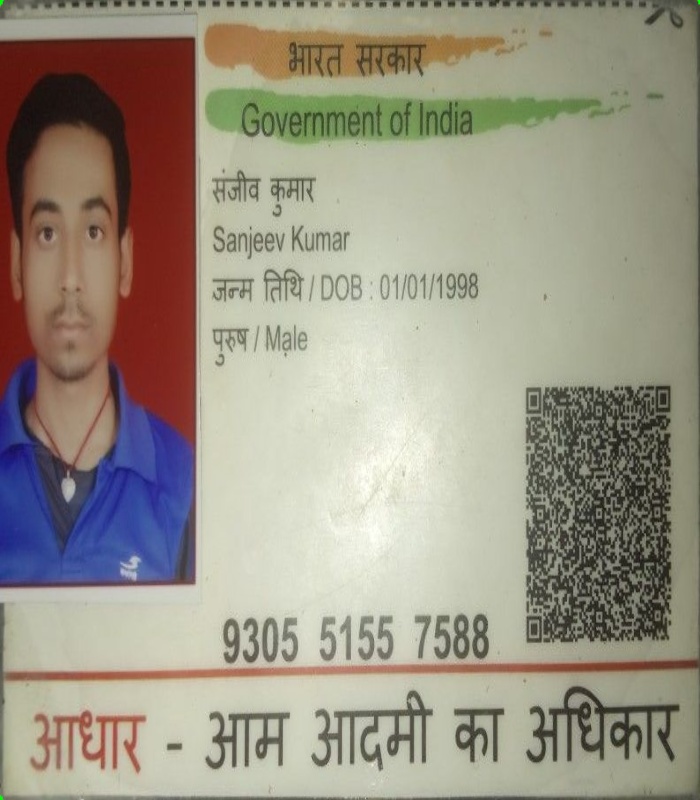 भारत सरकार
Government of India
संजीव कुमार
Sanjeev Kumar
जन्म तिथि / DOB : 01/01/1998
पुरुष / Male
9305 5155 7588
आधार - आम आदमी का अधिकार